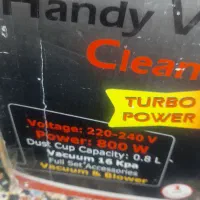 Handy V
Clean
TURBO
POWER
Voltage: 220-240 V
Power: 800 W
Dust Cup Capacity: 0.8 L
Vacuum 16 Kpa
Full Set Accessories
Vacuum & Blower